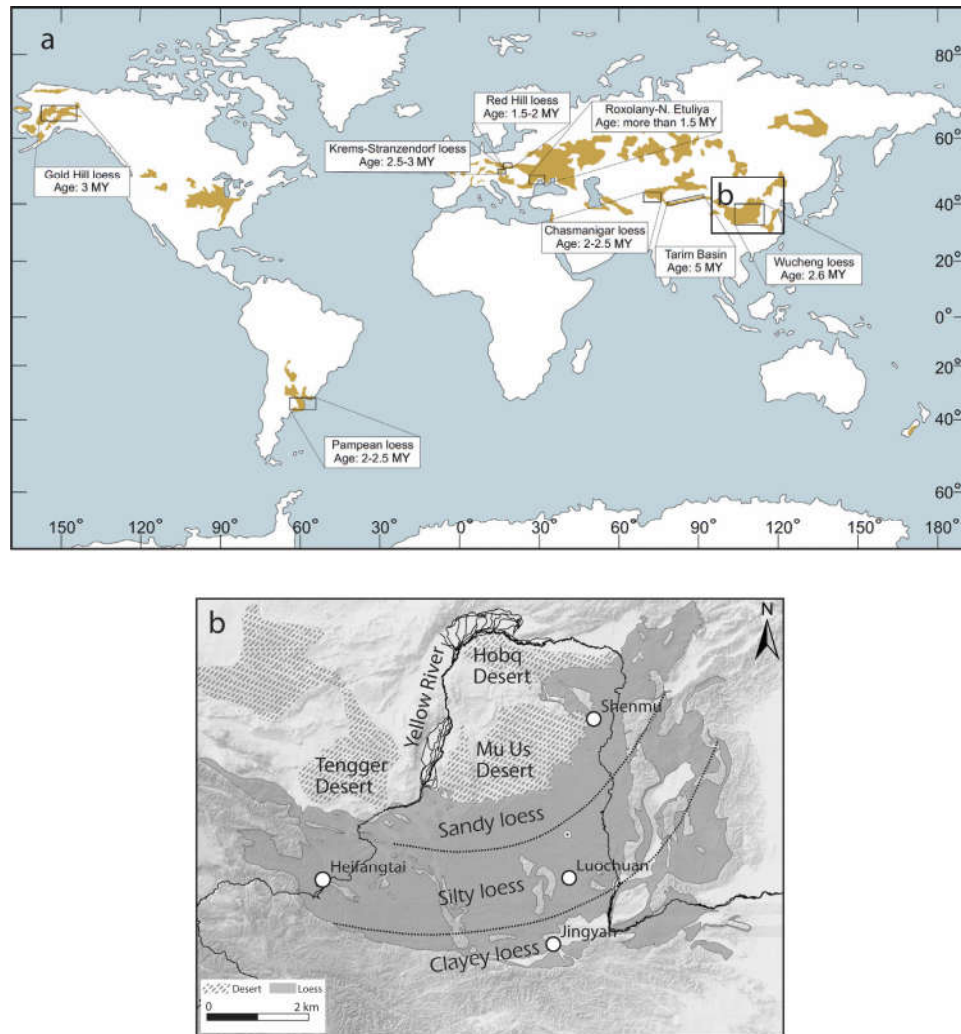 a
80°
60°
40°
20°
0°
20°
40°
60°
Red Hill loess
Age: 1.5-2 MY
Roxolany-N. Etuliya
Age: more than 1.5 MY
Krems-Stranzendorf loess
Age: 2.5-3 MY
Gold Hill loess
Age: 3 MY
b
Chasmanigar loess
Age: 2-2.5 MY
Tarim Basin
Age: 5 MY
Wucheng loess
Age: 2.6 MY
Pampean loess
Age: 2-2.5 MY
150° 120° 90° 60° 30° 0° 30° 60° 90° 120° 150° 180°
b
N
Yellow River
Hobq
Desert
Shenmu
Mu Us
Desert
Tengger
Desert
Sandy loess
Heifangtai
Luochuan
Silty loess
Jingyan
Clayey loess
Desert Loess
0 2 km